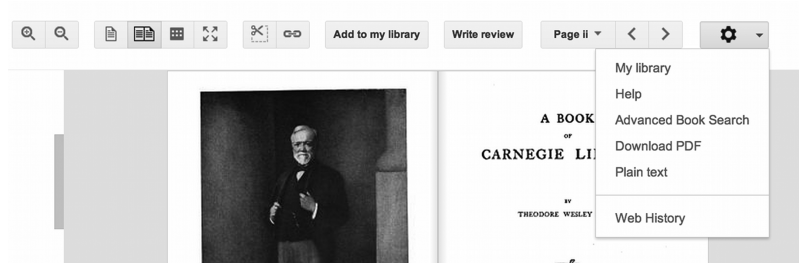 Add to my library Write review Page ii
My library
Help
Advanced Book Search
Download PDF
Plain text
Web History
A BOOK
OF
CARNEGIE LI
BY
THEODORE WESLEY